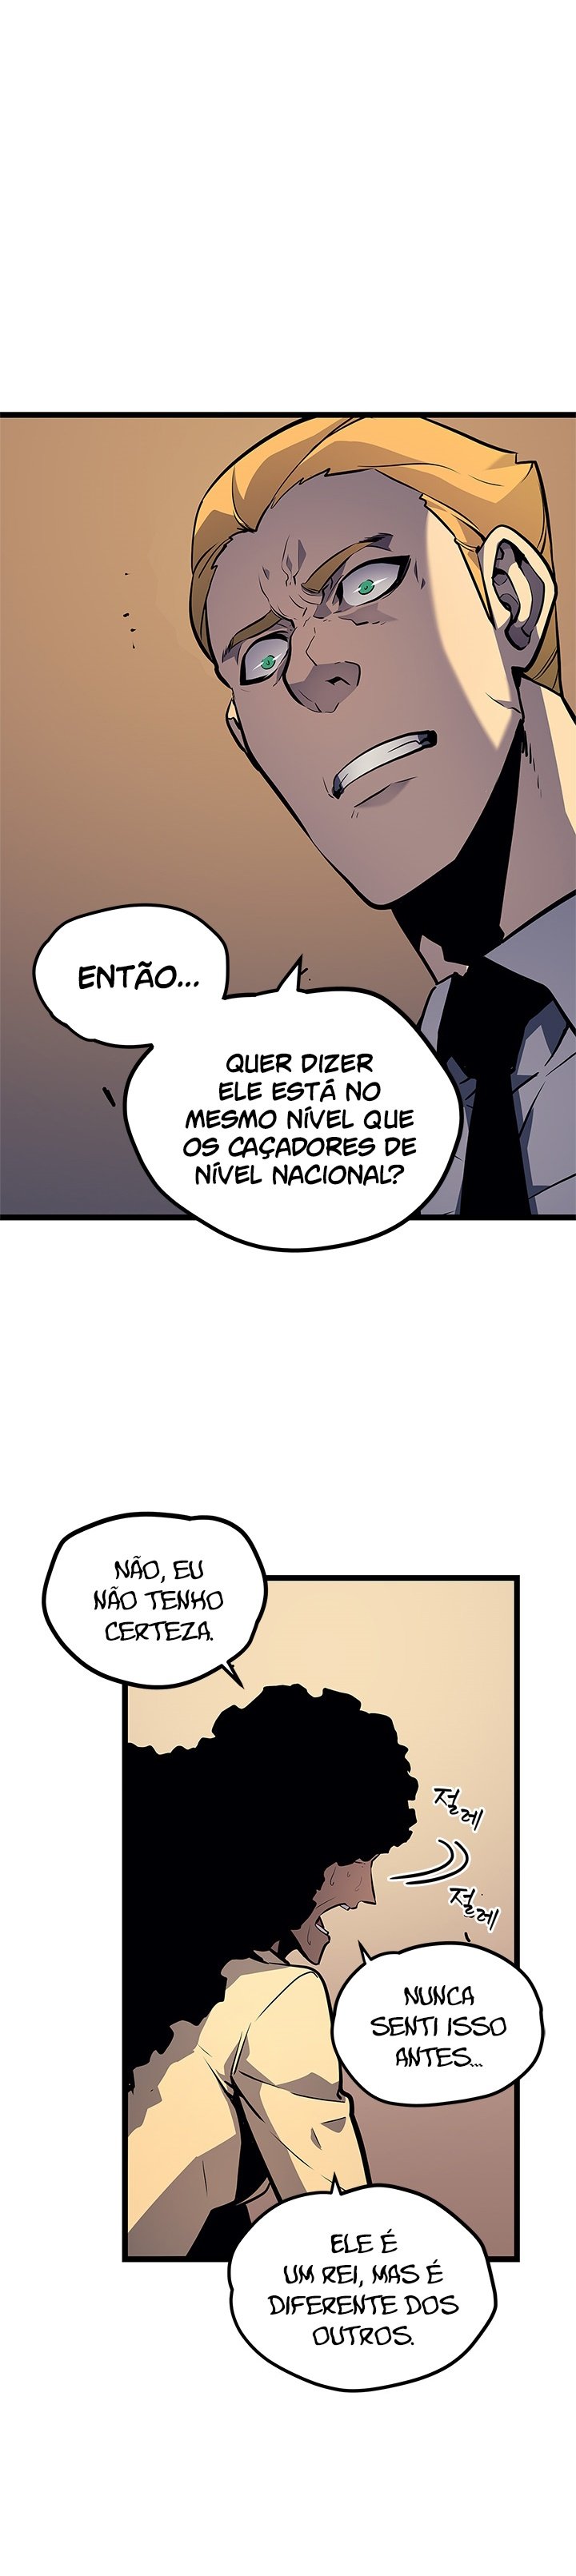 ENTÃO...
QUER DIZER
ELE ESTÁ NO
MESMO NÍVEL QUE
OS CAÇADORES DE
NÍVEL NACIONAL?
NÃO, EU
NÃO TENHO
CERTEZA.
절레
절레
NUNCA
SENTI ISSO
ANTES...
ELE É
UM REI, MAS É
DIFERENTE DOS
OUTROS.